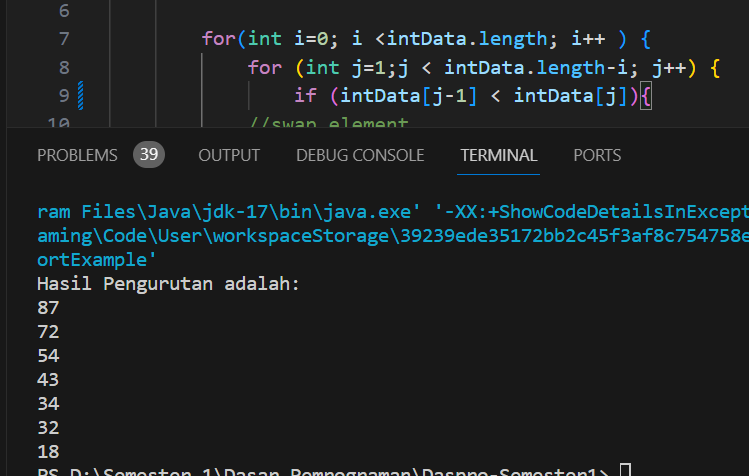 6
7 for(int i=0; i <intData.length; i++ ) {
8 for (int j=1;j < intData.length-i; j++) {
9 if (intData[j-1] < intData[j]){
10 //swap element
PROBLEMS 39 OUTPUT DEBUG CONSOLE TERMINAL PORTS
ram Files\Java\jdk-17\bin\java.exe' '-XX:+ShowCodeDetailsInExcept
aming\Code\User\workspaceStorage\39239ede35172bb2c45f3af8c754758e
ortExample'
Hasil Pengurutan adalah:
87
72
54
43
34
32
18
PS D:\Semester 1\Dasar Pemrograman\Daspro-Semester1>